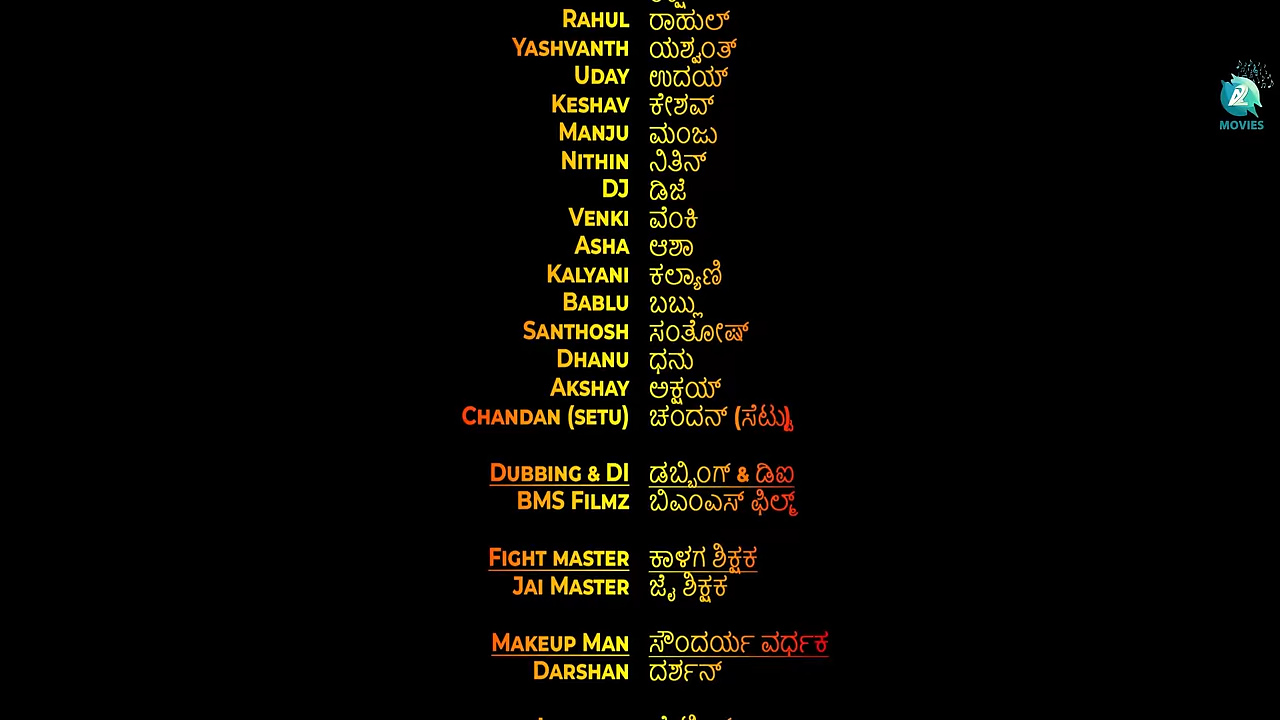 Rahul ರಾಹುಲ್
Yashvanth ಯಶ್ವಂತ್
Uday ಉದಯ್
Keshav ಕೇಶವ್
Manju ಮಂಜು
Nithin ನಿತಿನ್
DJ ಡಿಜೆ
Venki ವೆಂಕಿ
Asha ಆಶಾ
Kalyani ಕಲ್ಯಾಣಿ
Bablu ಬಬ್ಲು
Santhosh ಸಂತೋಷ್
Dhanu ಧನು
Akshay ಅಕ್ಷಯ್
Chandan (setu) ಚಂದನ್ (ಸೆಟ್ಟು)
Dubbing & DI ಡಬ್ಬಿಂಗ್ & ಡಿಐ
BMS Filmz ಬಿಎಂಎಸ್ ಫಿಲ್ಮ್ಸ್
Fight master ಕಾಳಗ ಶಿಕ್ಷಕ
Jai Master ಜೈ ಶಿಕ್ಷಕ
Makeup Man ಸೌಂದರ್ಯ ವರ್ಧಕ
Darshan ದರ್ಶನ್
MOVIES